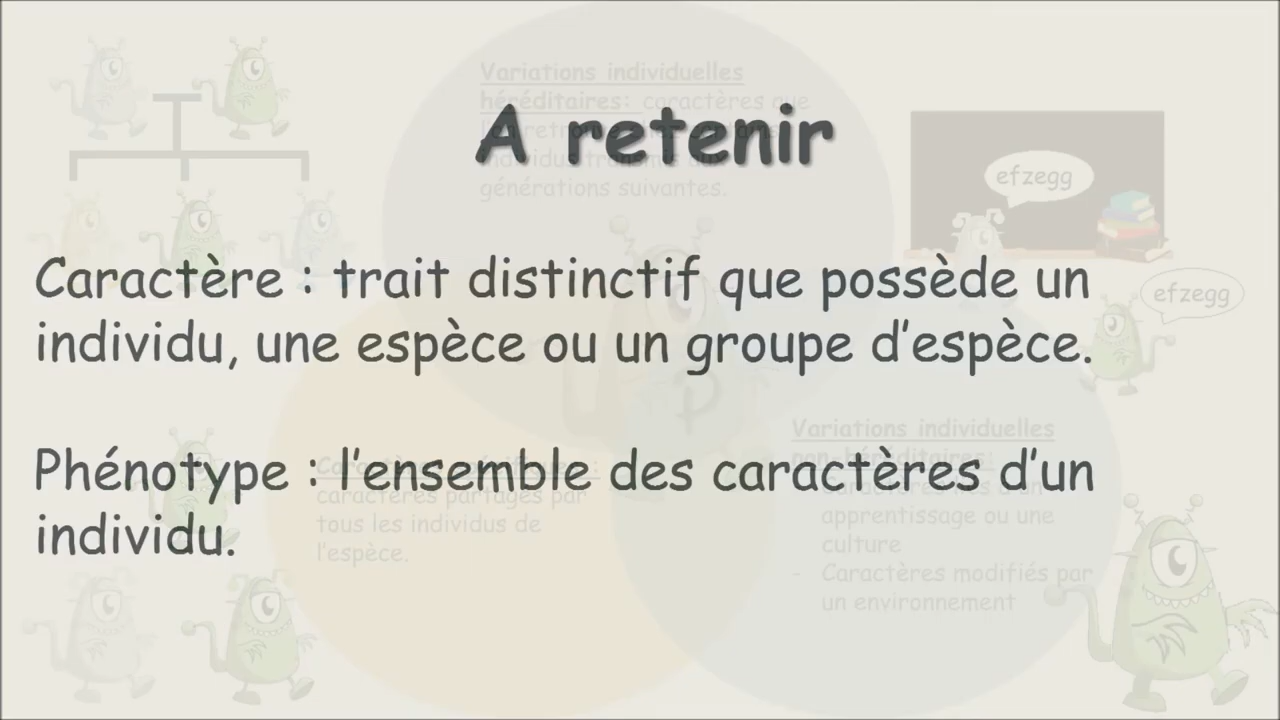 A retenir
Caractère : trait distinctif que possède un
individu, une espèce ou un groupe d'espèce.
Phénotype : l'ensemble des caractères d'un
individu.
Variations individuelles
héréditaires: caractères que
générations suivantes.
efzegg
efzegg
caractères partagés par
tous les individus de
l'espèce.
Variations individuelles
non-héréditaires:
apprentissage ou une
culture
- Caractères modifiés par
un environnement
P